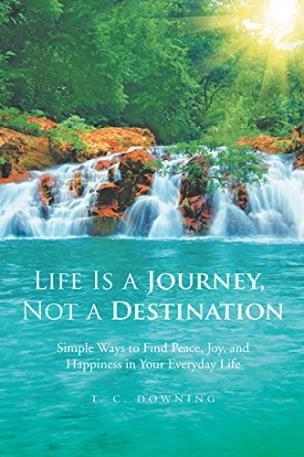 Life Is a Journey,
Not a Destination
Simple Ways to Find Peace, Joy, and
Happiness in Your Everyday Life
T. C. DOWNING